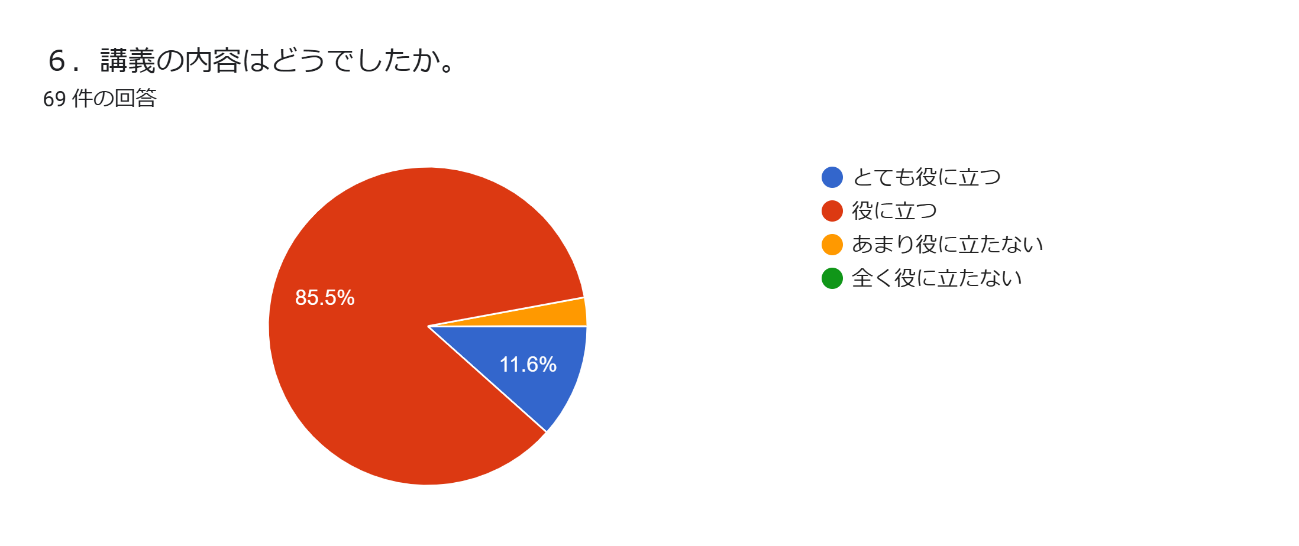 ６．講義の内容はどうでしたか。
69 件の回答
とても役に立つ
役に立つ
あまり役に立たない
全く役に立たない
85.5%
11.6%